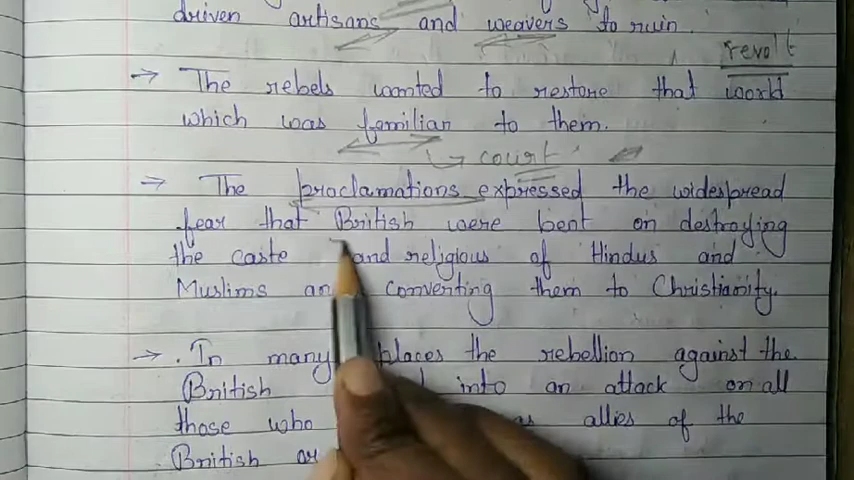 driven artisans and weavers to ruin.
revolt
→ The rebels wanted to restore that world
which was familiar to them.
↳ court
→ The proclamations expressed the widespread
fear that British were bent on destroying
the caste and religious of Hindus and
Muslims an converting them to Christianity.
→ In many places the rebellion against the
British into an attack on all
those who as allies of the
British or